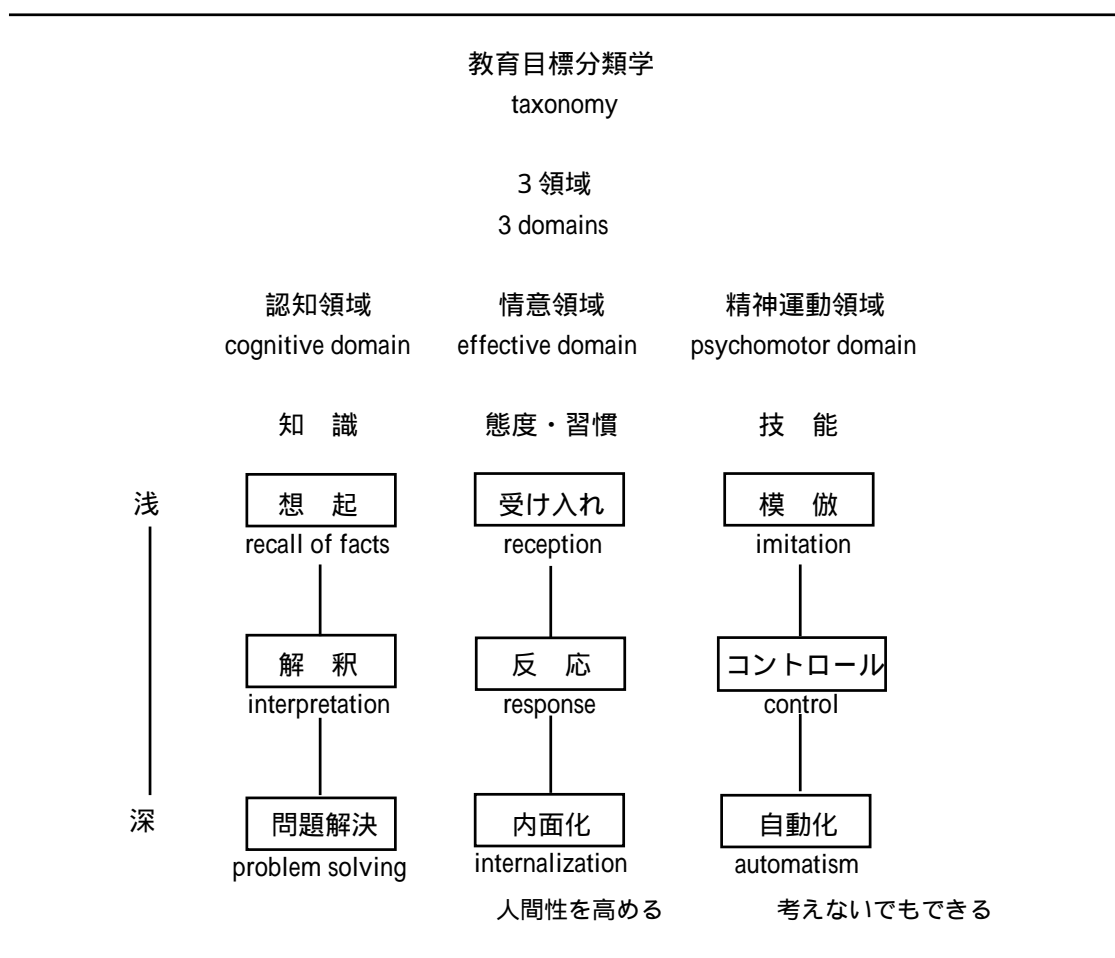 教育目標分類学
taxonomy
3 領域
3 domains
認知領域 情意領域 精神運動領域
cognitive domain effective domain psychomotor domain
知 識 態度・習慣 技 能
浅 想 起 受け入れ 模 倣
recall of facts reception imitation
解 釈 反 応 コントロール
interpretation response control
深 問題解決 内面化 自動化
problem solving internalization automatism
人間性を高める 考えないでもできる